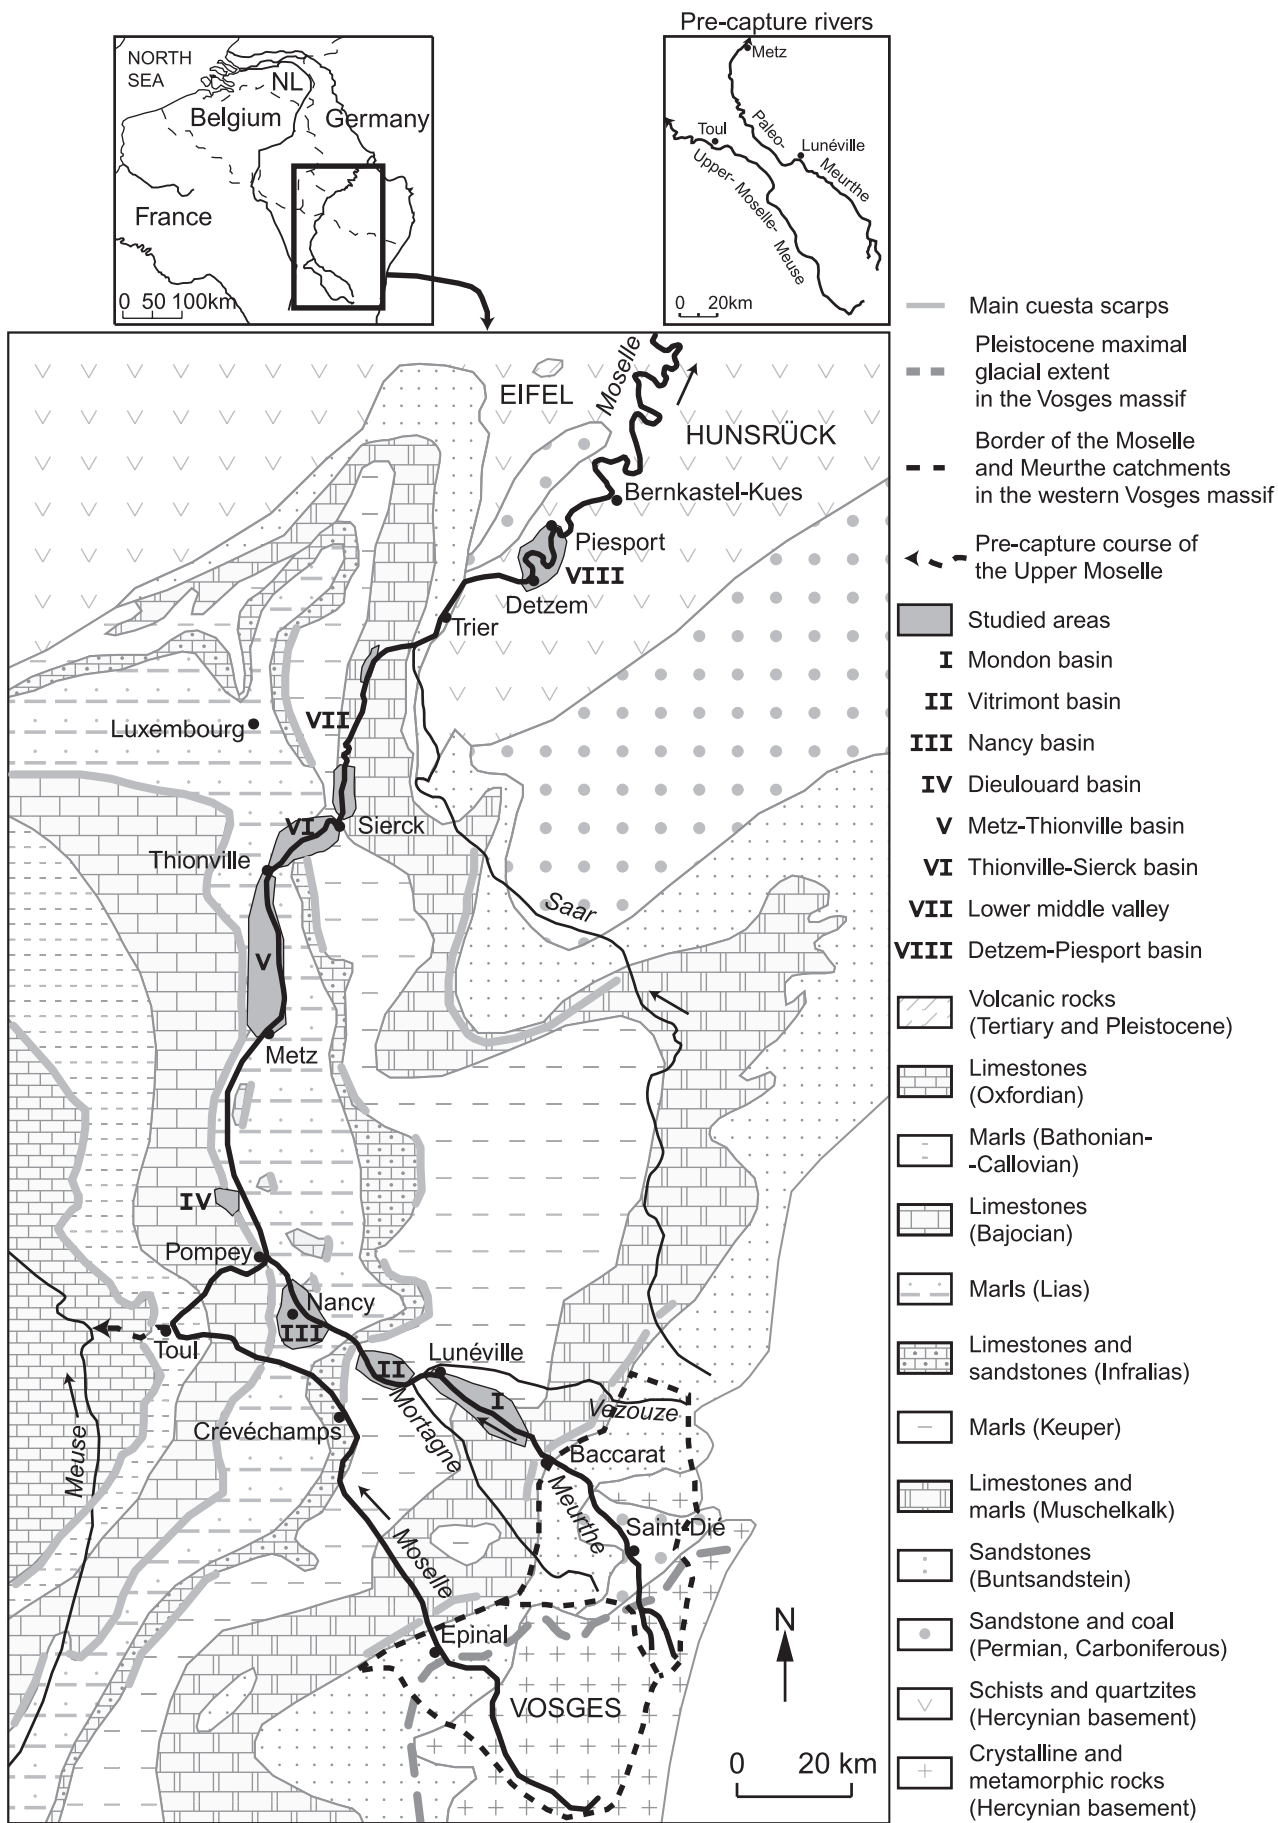 Pre-capture rivers
NORTH
SEA
NL
Belgium
Germany
France
0 50 100km
Metz
Toul
Paleo-
Meurthe
Lunéville
Upper-Moselle-
Meuse
0 20km
EIFEL
Moselle
HUNSRÜCK
Bernkastel-Kues
Piesport
VIII
Detzem
Trier
Luxembourg
VII
VI
Sierck
Thionville
Saar
V
Metz
IV
Pompey
Nancy
III
Toul
Lunéville
II
I
Vezouze
Mortagne
Crévéchamps
Baccarat
Meuse
Meurthe
Saint-Dié
Moselle
Epinal
N
VOSGES
0 20 km
Main cuesta scarps
Pleistocene maximal
glacial extent
in the Vosges massif
Border of the Moselle
and Meurthe catchments
in the western Vosges massif
Pre-capture course of
the Upper Moselle
Studied areas
I Mondon basin
II Vitrimont basin
III Nancy basin
IV Dieulouard basin
V Metz-Thionville basin
VI Thionville-Sierck basin
VII Lower middle valley
VIII Detzem-Piesport basin
Volcanic rocks
(Tertiary and Pleistocene)
Limestones
(Oxfordian)
Marls (Bathonian-
-Callovian)
Limestones
(Bajocian)
Marls (Lias)
Limestones and
sandstones (Infralias)
Marls (Keuper)
Limestones and
marls (Muschelkalk)
Sandstones
(Buntsandstein)
Sandstone and coal
(Permian, Carboniferous)
Schists and quartzites
(Hercynian basement)
Crystalline and
metamorphic rocks
(Hercynian basement)